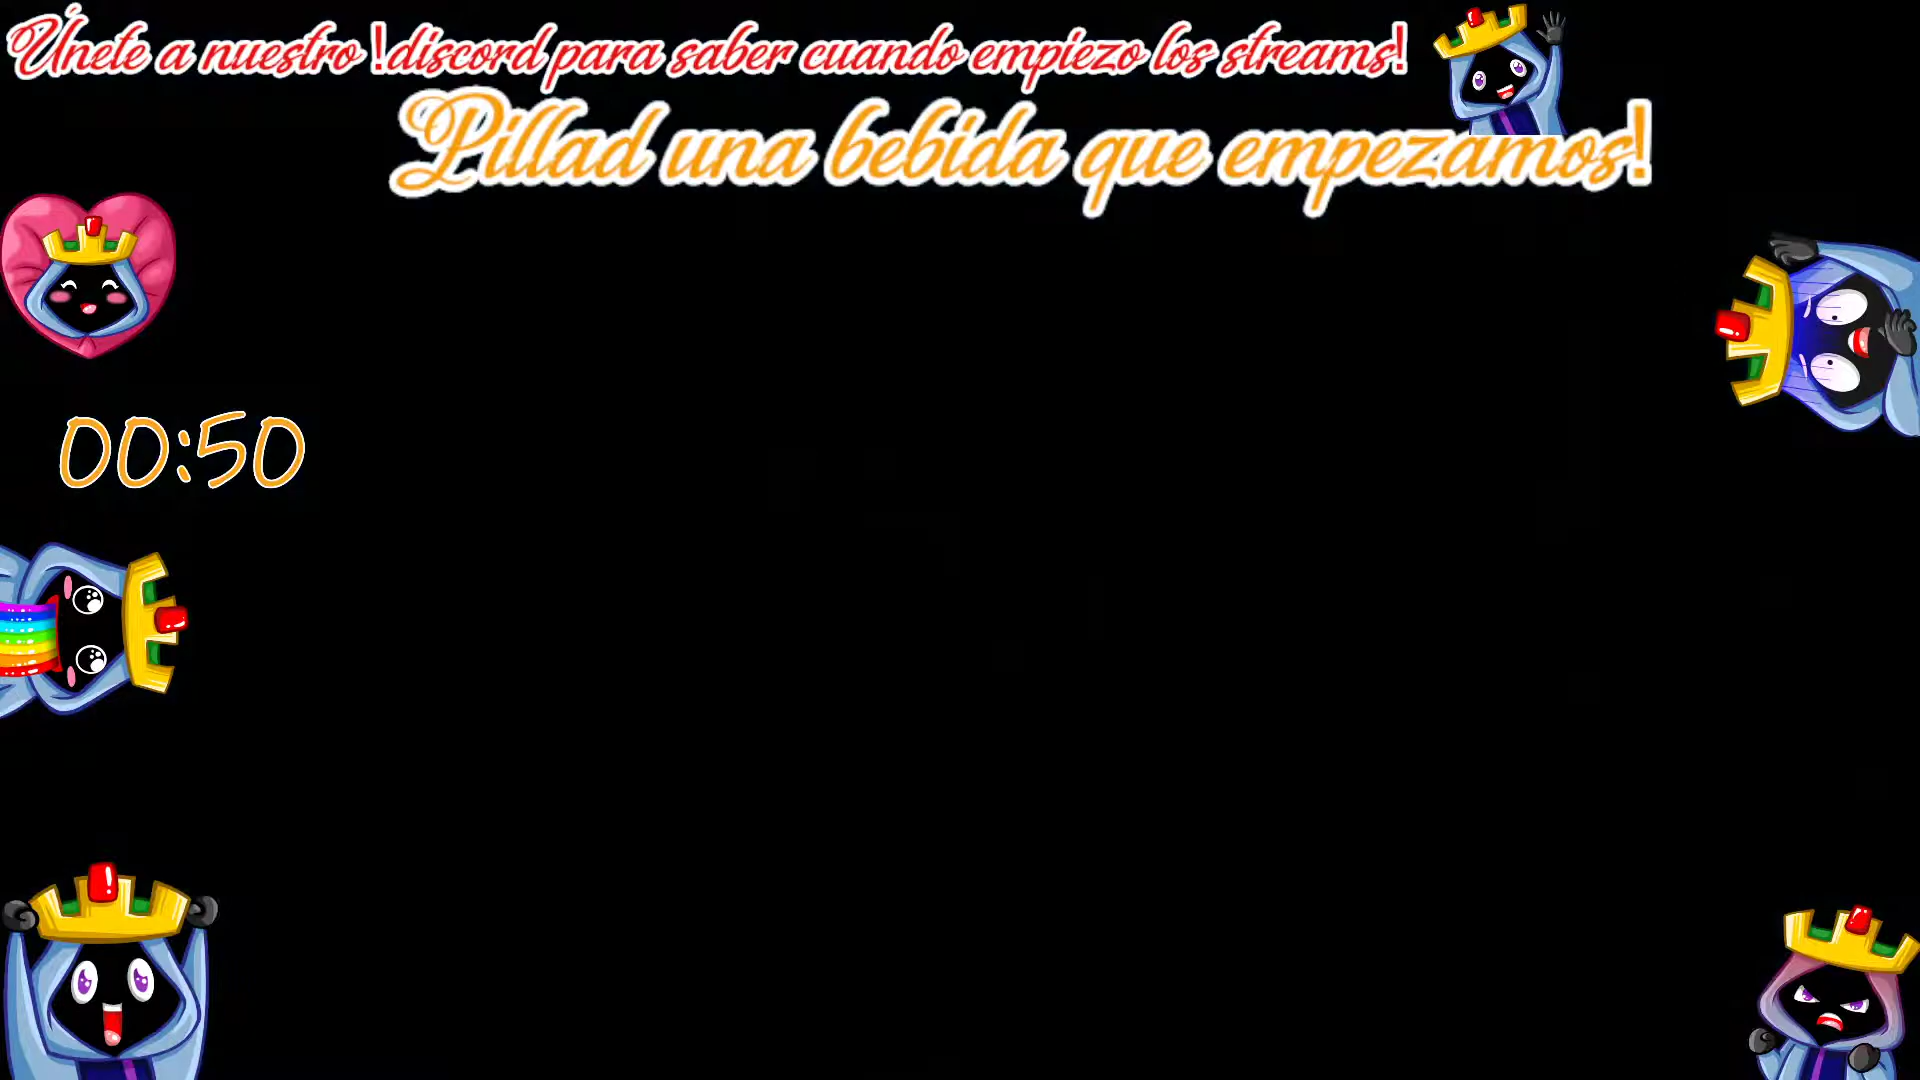 Únete a nuestro !discord para saber cuando empiezo los streams!
Pillad una bebida que empezamos!
00:50